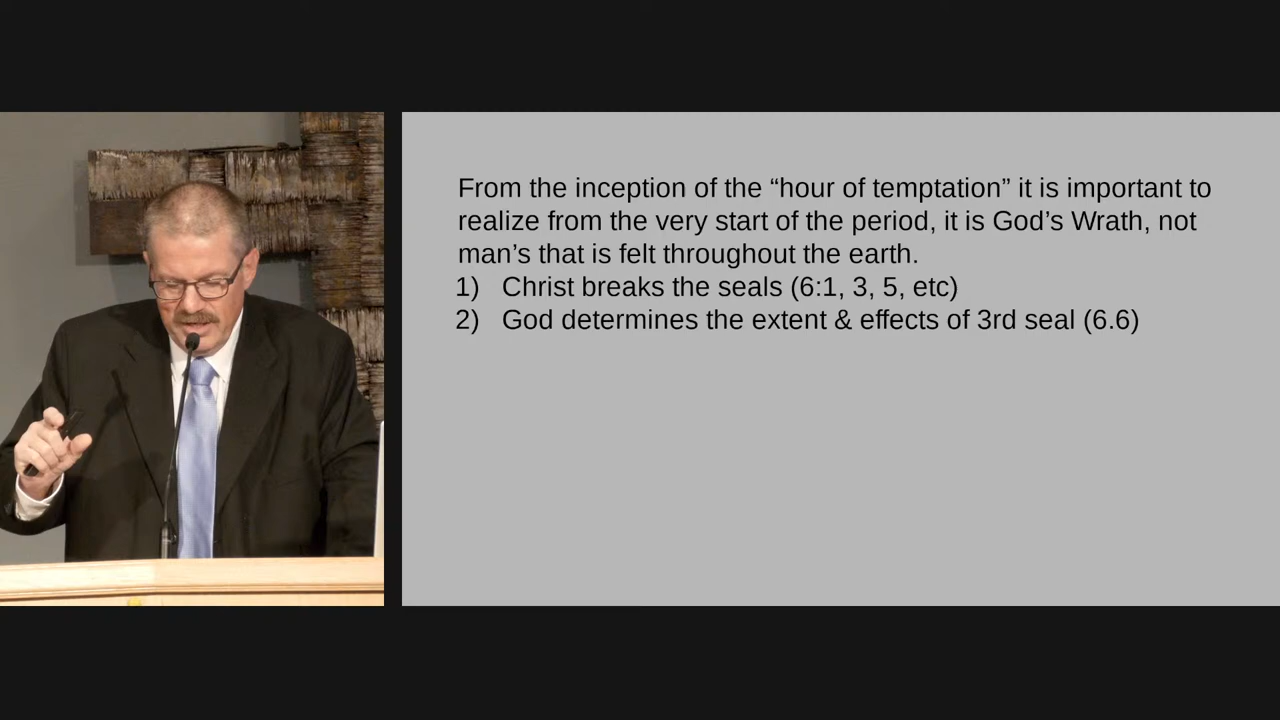 From the inception of the “hour of temptation” it is important to
realize from the very start of the period, it is God’s Wrath, not
man’s that is felt throughout the earth.
1) Christ breaks the seals (6:1, 3, 5, etc)
2) God determines the extent & effects of 3rd seal (6.6)